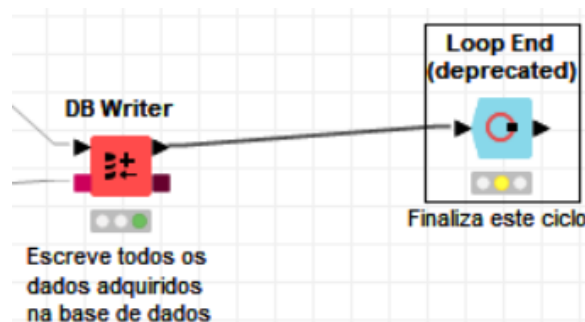 Loop End
(deprecated)
DB Writer
Finaliza este ciclo
Escreve todos os
dados adquiridos
na base de dados